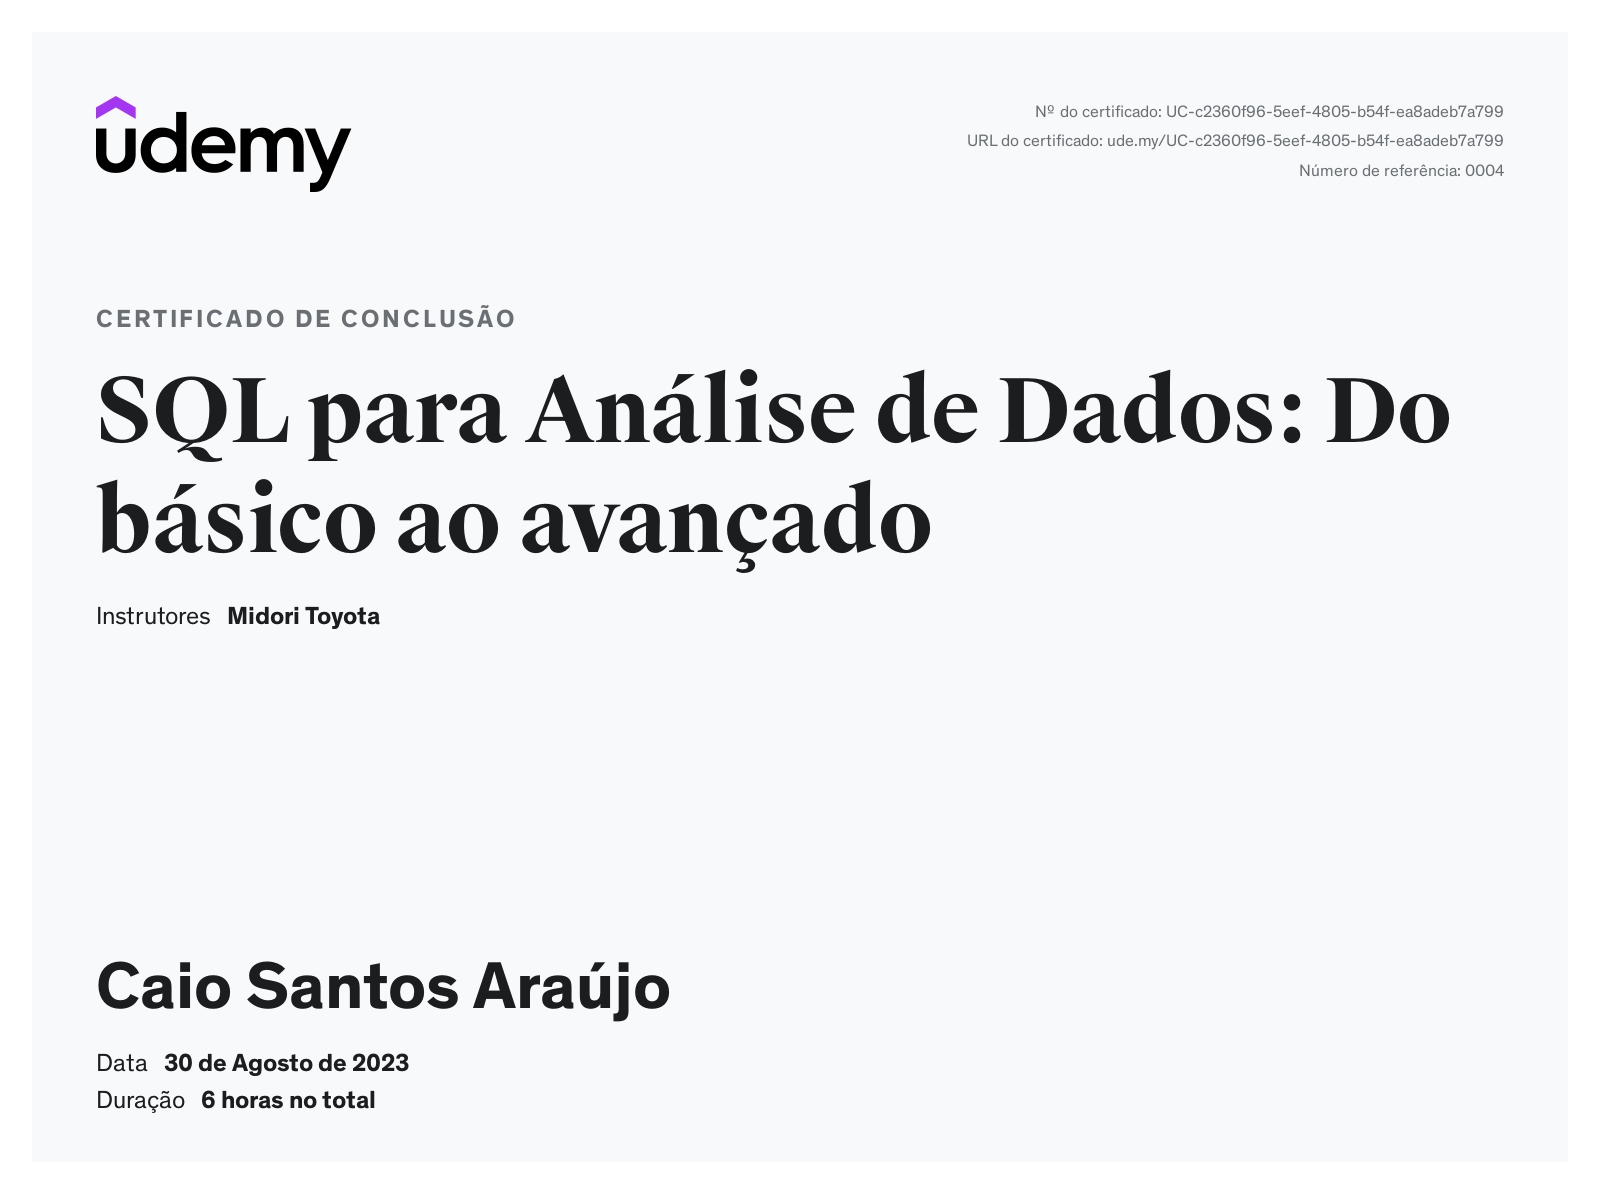 udemy
Nº do certificado: UC-c2360f96-5eef-4805-b54f-ea8adeb7a799
URL do certificado: ude.my/UC-c2360f96-5eef-4805-b54f-ea8adeb7a799
Número de referência: 0004
CERTIFICADO DE CONCLUSÃO
SQL para Análise de Dados: Do
básico ao avançado
Instrutores Midori Toyota
Caio Santos Araújo
Data 30 de Agosto de 2023
Duração 6 horas no total